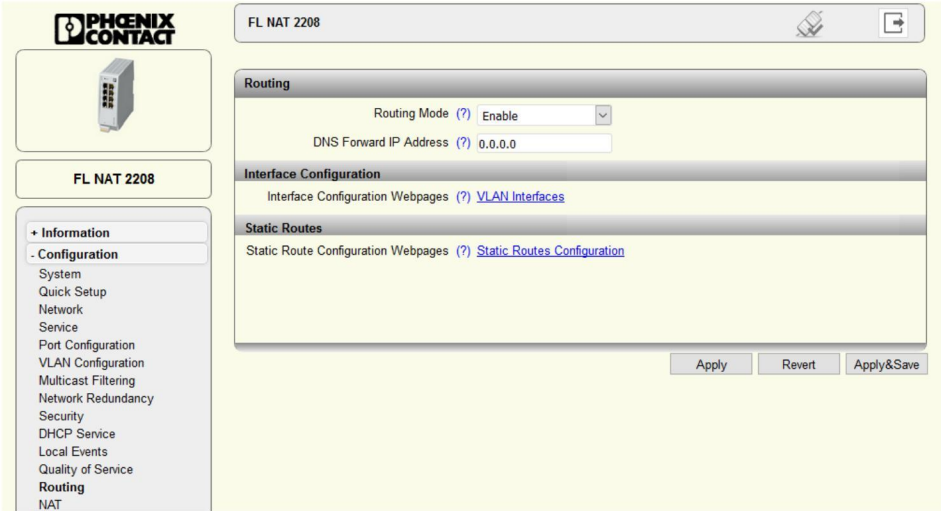 PHŒNIX
CONTACT
FL NAT 2208
FL NAT 2208
+ Information
- Configuration
System
Quick Setup
Network
Service
Port Configuration
VLAN Configuration
Multicast Filtering
Network Redundancy
Security
DHCP Service
Local Events
Quality of Service
Routing
NAT
Routing
Routing Mode (?) Enable
DNS Forward IP Address (?) 0.0.0.0
Interface Configuration
Interface Configuration Webpages (?) VLAN Interfaces
Static Routes
Static Route Configuration Webpages (?) Static Routes Configuration
Apply Revert Apply&Save